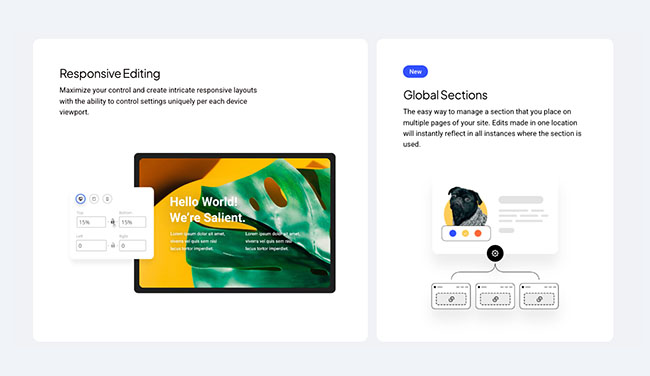 Responsive Editing
Maximize your control and create intricate responsive layouts
with the ability to control settings uniquely per each device
viewport.
Top
Bottom
15%
15%
Left
Right
0
0
Hello World!
We're Salient.
Lorem ipsum dolor sit amet,
viverra vel quis sem nisi
lacus tortor imperdiet.
Lorem ipsum dolor sit amet,
viverra vel quis sem nisi
lacus tortor imperdiet.
New
Global Sections
The easy way to manage a section that you place on
multiple pages of your site. Edits made in one location
will instantly reflect in all instances where the section is
used.